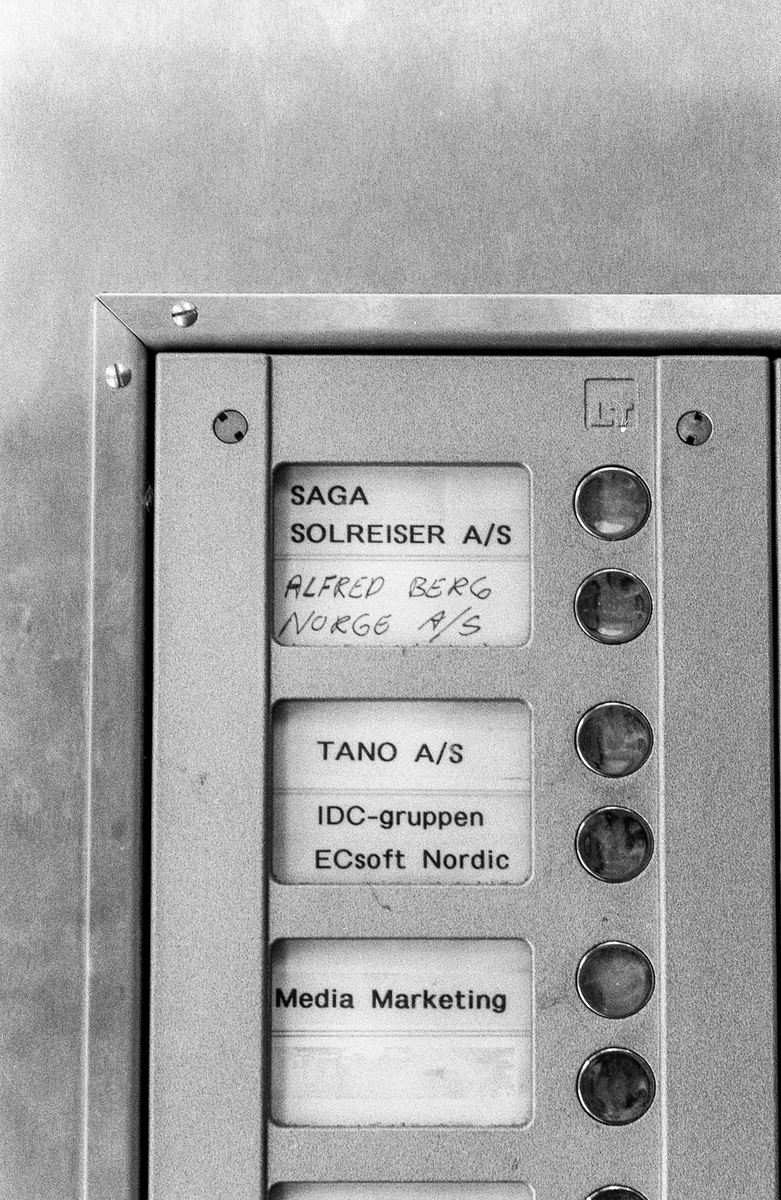 SAGA
SOLREISER A/S
ALFRED BERG
NORGE A/S
TANO A/S
IDC-gruppen
ECsoft Nordic
Media Marketing